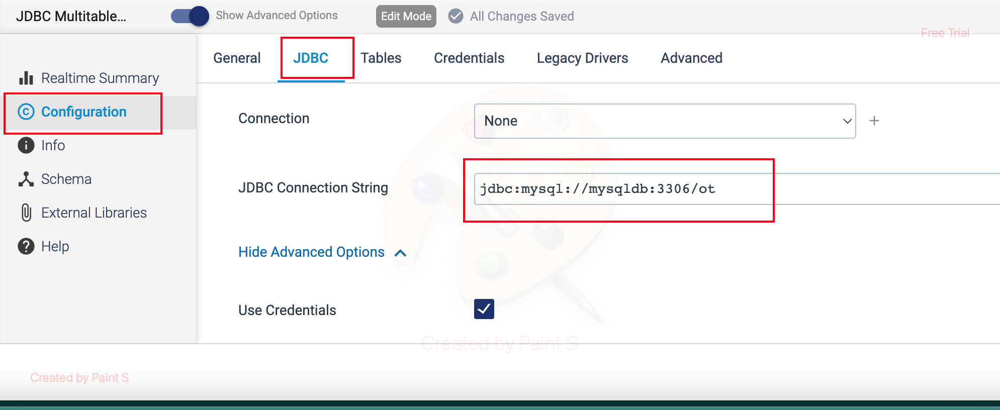 JDBC Multitable...
Show Advanced Options
Edit Mode
All Changes Saved
Free Trial
General
JDBC
Tables
Credentials
Legacy Drivers
Advanced
Realtime Summary
Configuration
Info
Schema
External Libraries
Help
Connection
None
JDBC Connection String
jdbc:mysql://mysqldb:3306/ot
Hide Advanced Options
Use Credentials
Created by Paint S
Created by Paint S